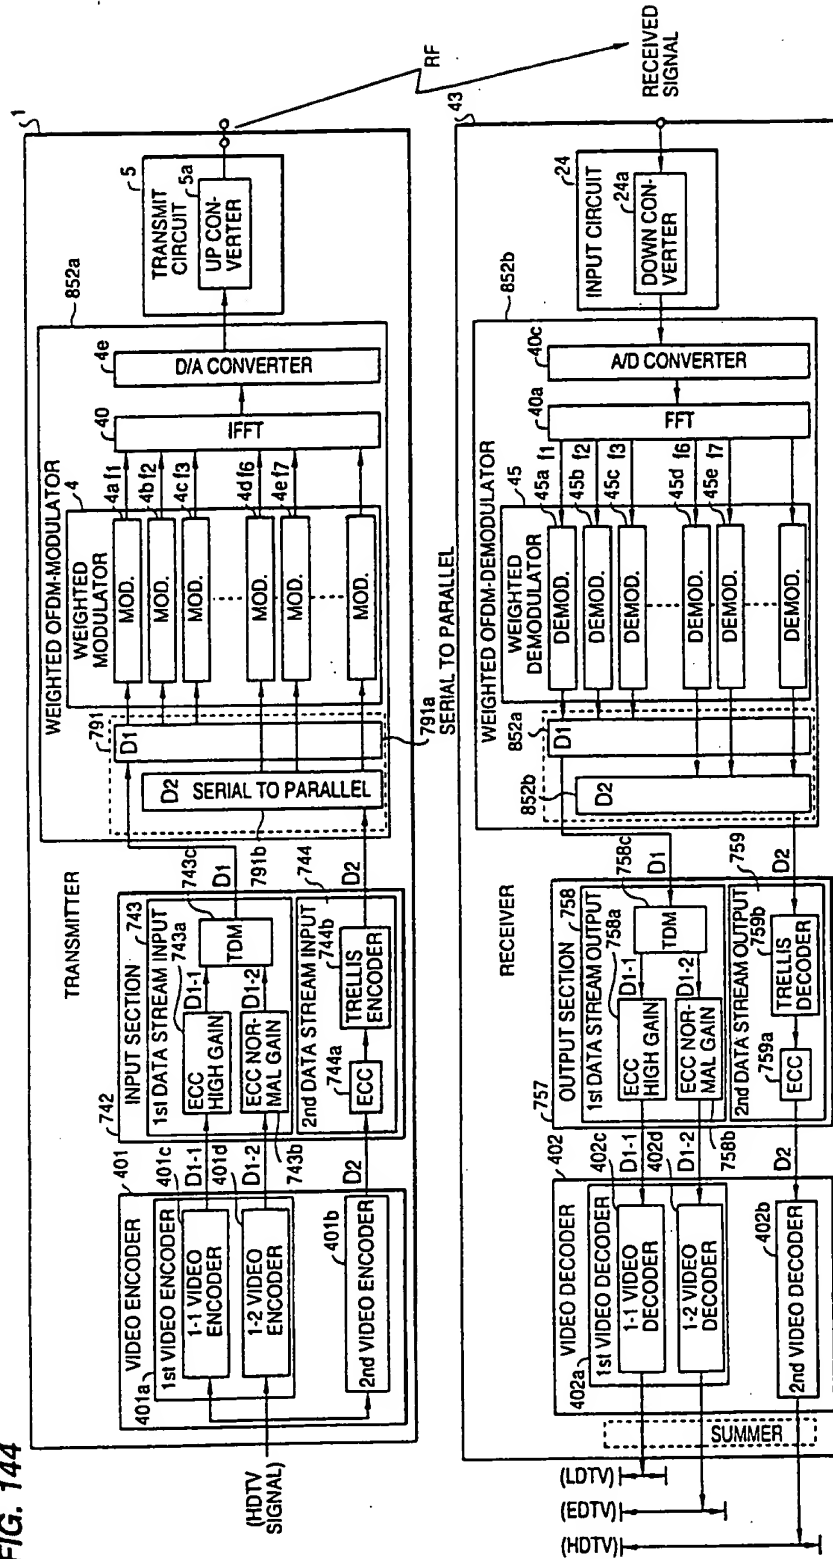 FIG. 144
TRANSMITTER
1
(HDTV
SIGNAL)
VIDEO ENCODER
401
401a
1st VIDEO ENCODER
401c
1-1 VIDEO
ENCODER
401d
1-2 VIDEO
ENCODER
2nd VIDEO ENCODER
401b
D1-1
D1-2
D2
742
INPUT SECTION
743
1st DATA STREAM INPUT
743a
ECC
HIGH GAIN
ECC NOR-
MAL GAIN
743b
D1-1
D1-2
TDM
743c
D1
2nd DATA STREAM INPUT
744
744a
ECC
744b
TRELLIS
ENCODER
D2
WEIGHTED OFDM-MODULATOR
852a
791
D1
D2
SERIAL TO PARALLEL
791b
791a
SERIAL TO PARALLEL
WEIGHTED
MODULATOR
4
MOD.
4a f1
MOD.
4b f2
MOD.
4c f3
MOD.
4d f6
MOD.
4e f7
MOD.
40
IFFT
4e
D/A CONVERTER
TRANSMIT
CIRCUIT
5
5a
UP CON-
VERTER
RF
RECEIVED
SIGNAL
RECEIVER
43
INPUT CIRCUIT
24
24a
DOWN CON-
VERTER
WEIGHTED OFDM-DEMODULATOR
852b
40c
A/D CONVERTER
40a
FFT
WEIGHTED
DEMODULATOR
45
DEMOD.
45a f1
DEMOD.
45b f2
DEMOD.
45c f3
DEMOD.
45d f6
DEMOD.
45e f7
DEMOD.
852a
D1
852b
D2
D1
D2
757
OUTPUT SECTION
758
1st DATA STREAM OUTPUT
758a
758c
TDM
D1-1
D1-2
ECC
HIGH GAIN
ECC NOR-
MAL GAIN
758b
2nd DATA STREAM OUTPUT
759
759b
TRELLIS
DECODER
759a
ECC
D1-1
D1-2
D2
VIDEO DECODER
402
402a
1st VIDEO DECODER
402c
1-1 VIDEO
DECODER
402d
1-2 VIDEO
DECODER
2nd VIDEO DECODER
402b
SUMMER
(LDTV)
(EDTV)
(HDTV)